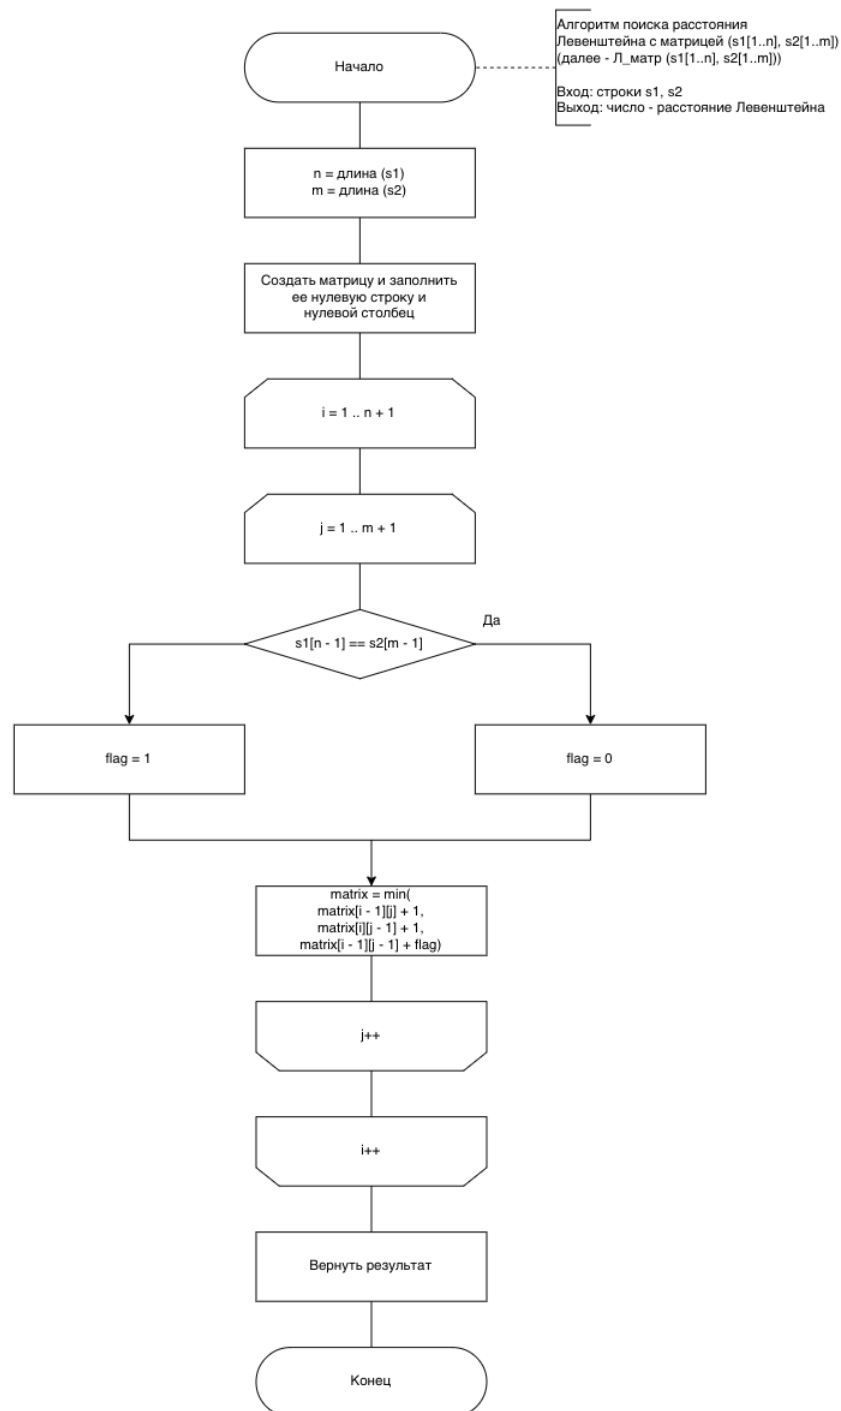 Начало
Алгоритм поиска расстояния
Левенштейна с матрицей (s1[1..n], s2[1..m])
(далее - Л_матр (s1[1..n], s2[1..m]))
Вход: строки s1, s2
Выход: число - расстояние Левенштейна
n = длина (s1)
m = длина (s2)
Создать матрицу и заполнить
ее нулевую строку и
нулевой столбец
i = 1 .. n + 1
j = 1 .. m + 1
Да
s1[n - 1] == s2[m - 1]
flag = 1
flag = 0
matrix = min(
matrix[i - 1][j] + 1,
matrix[i][j - 1] + 1,
matrix[i - 1][j - 1] + flag)
j++
i++
Вернуть результат
Конец